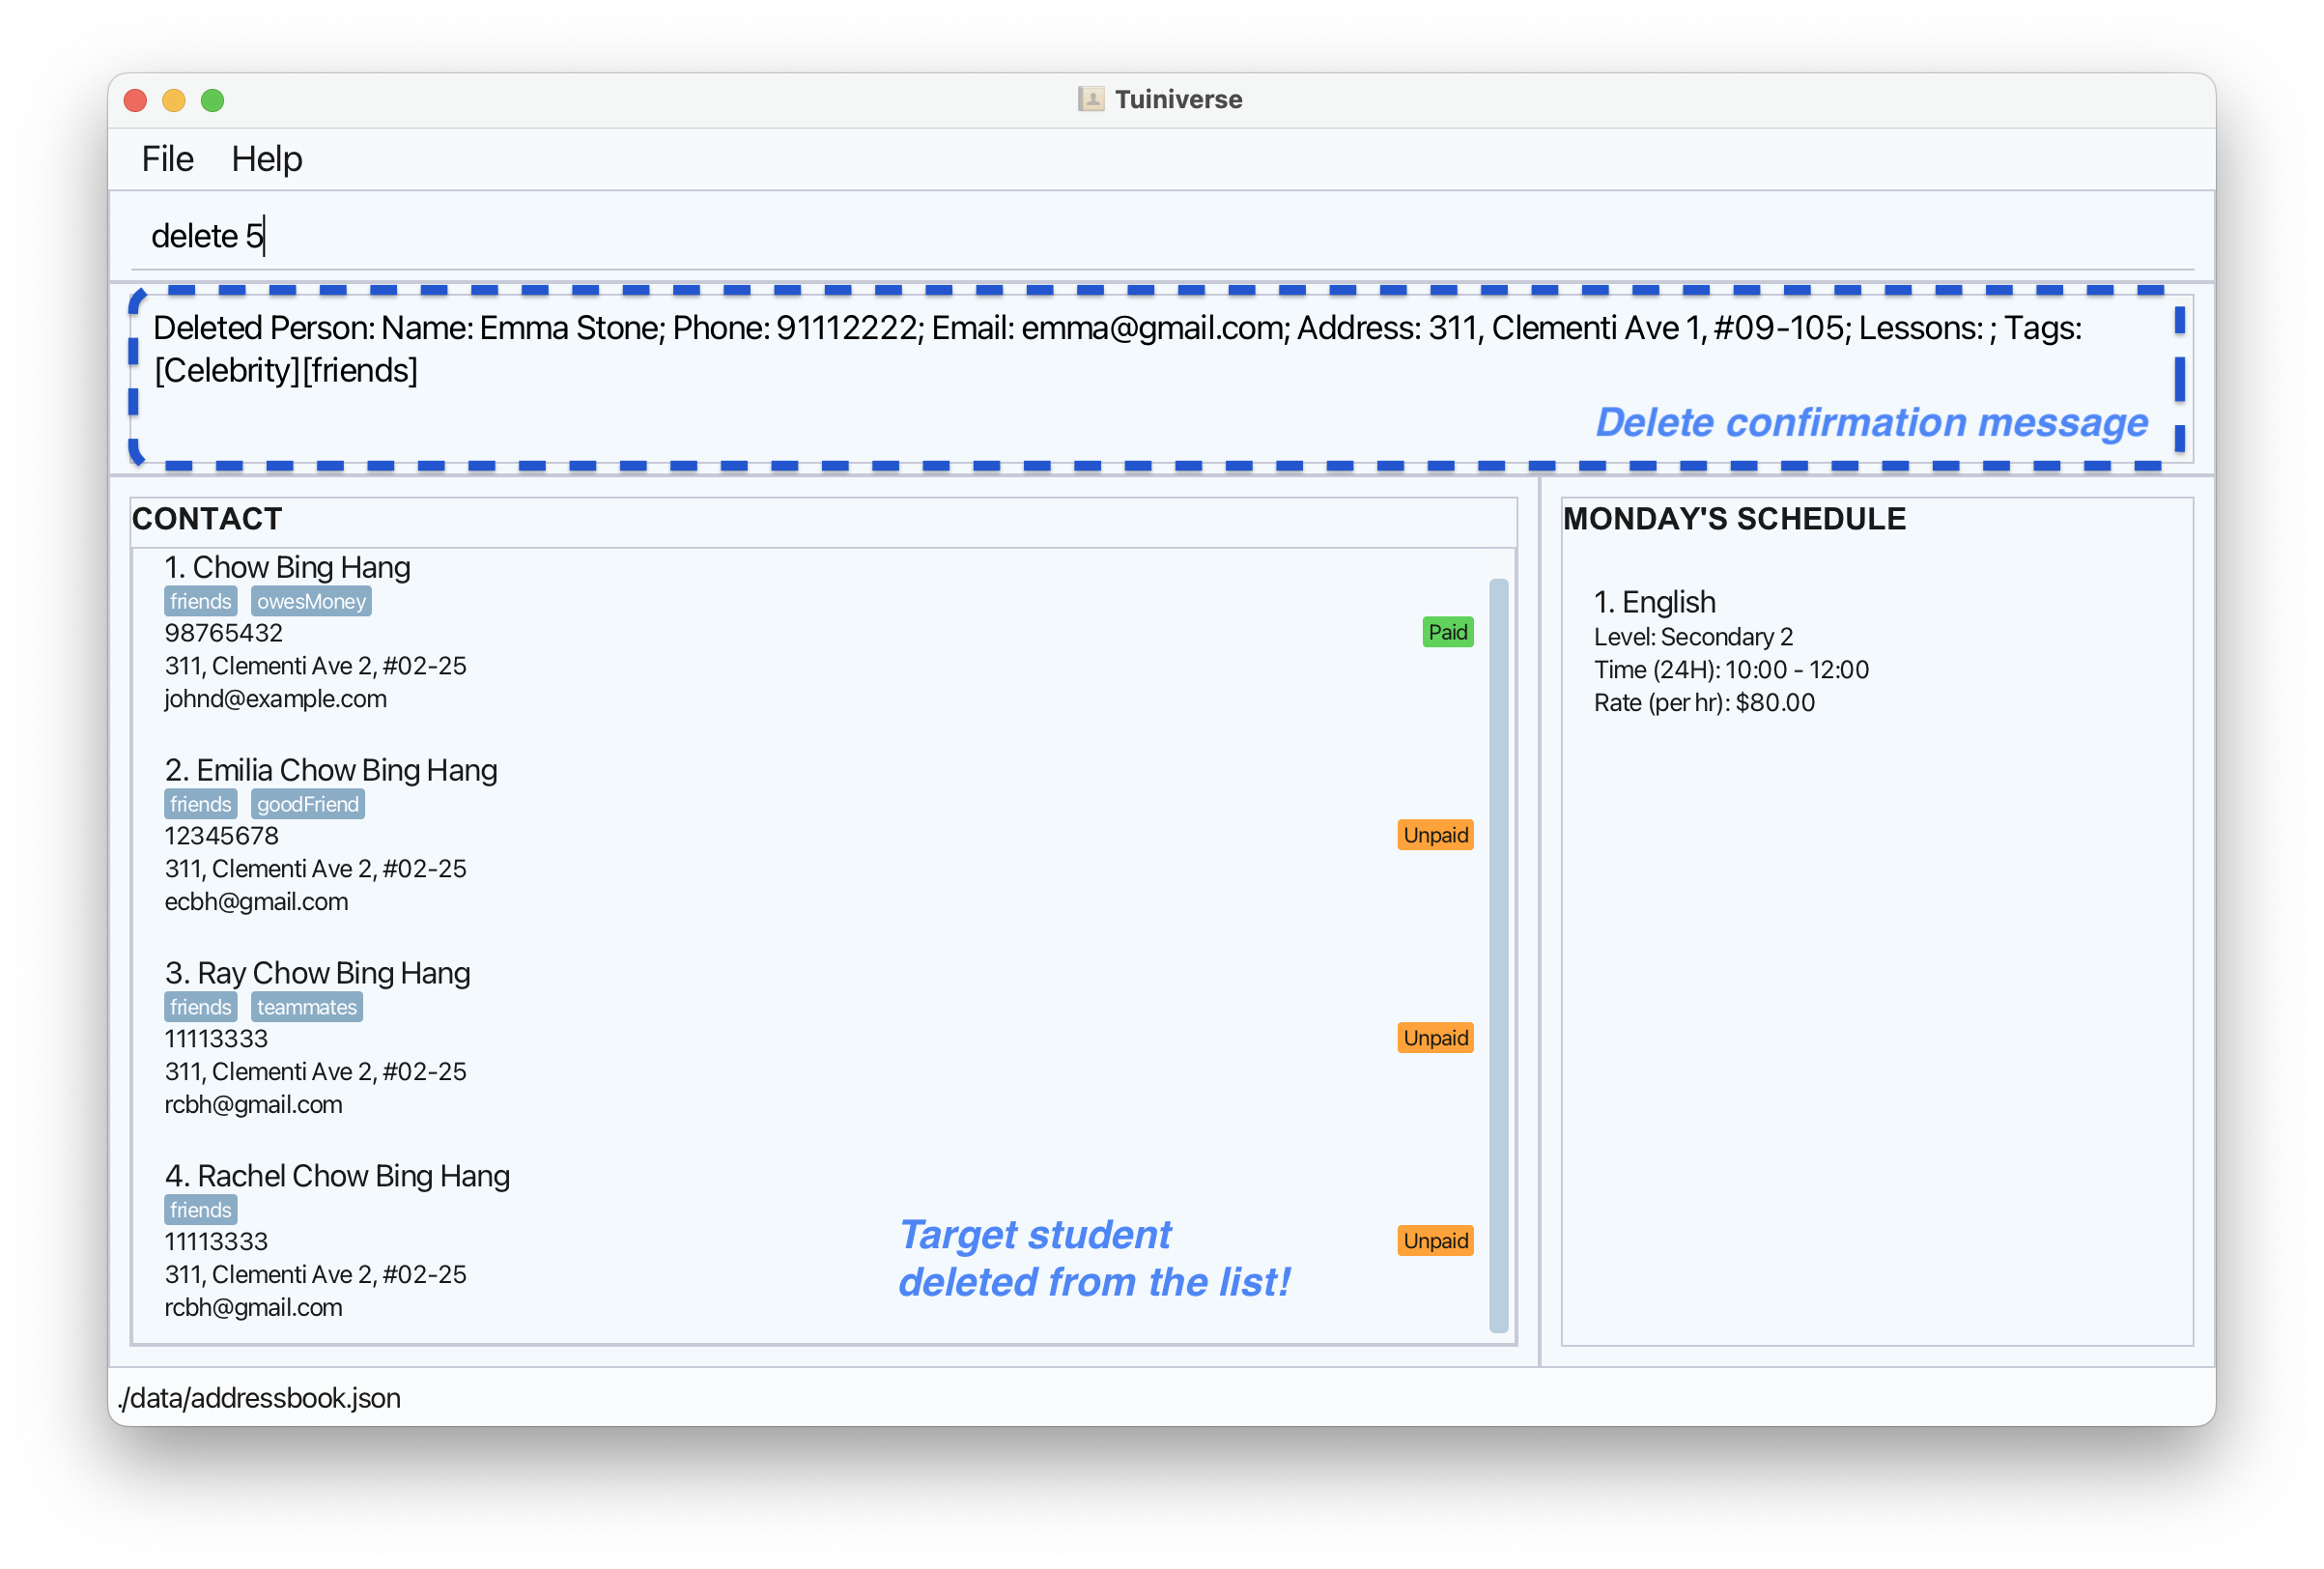 Tuiniverse
File Help
delete 5
Deleted Person: Name: Emma Stone; Phone: 91112222; Email: emma@gmail.com; Address: 311, Clementi Ave 1, #09-105; Lessons: ; Tags:
[Celebrity][friends]
Delete confirmation message
CONTACT
1. Chow Bing Hang
friends owesMoney
98765432
Paid
311, Clementi Ave 2, #02-25
johnd@example.com
2. Emilia Chow Bing Hang
friends goodFriend
12345678
Unpaid
311, Clementi Ave 2, #02-25
ecbh@gmail.com
3. Ray Chow Bing Hang
friends teammates
11113333
Unpaid
311, Clementi Ave 2, #02-25
rcbh@gmail.com
4. Rachel Chow Bing Hang
friends
11113333
Unpaid
311, Clementi Ave 2, #02-25
rcbh@gmail.com
Target student
deleted from the list!
MONDAY'S SCHEDULE
1. English
Level: Secondary 2
Time (24H): 10:00 - 12:00
Rate (per hr): $80.00
./data/addressbook.json